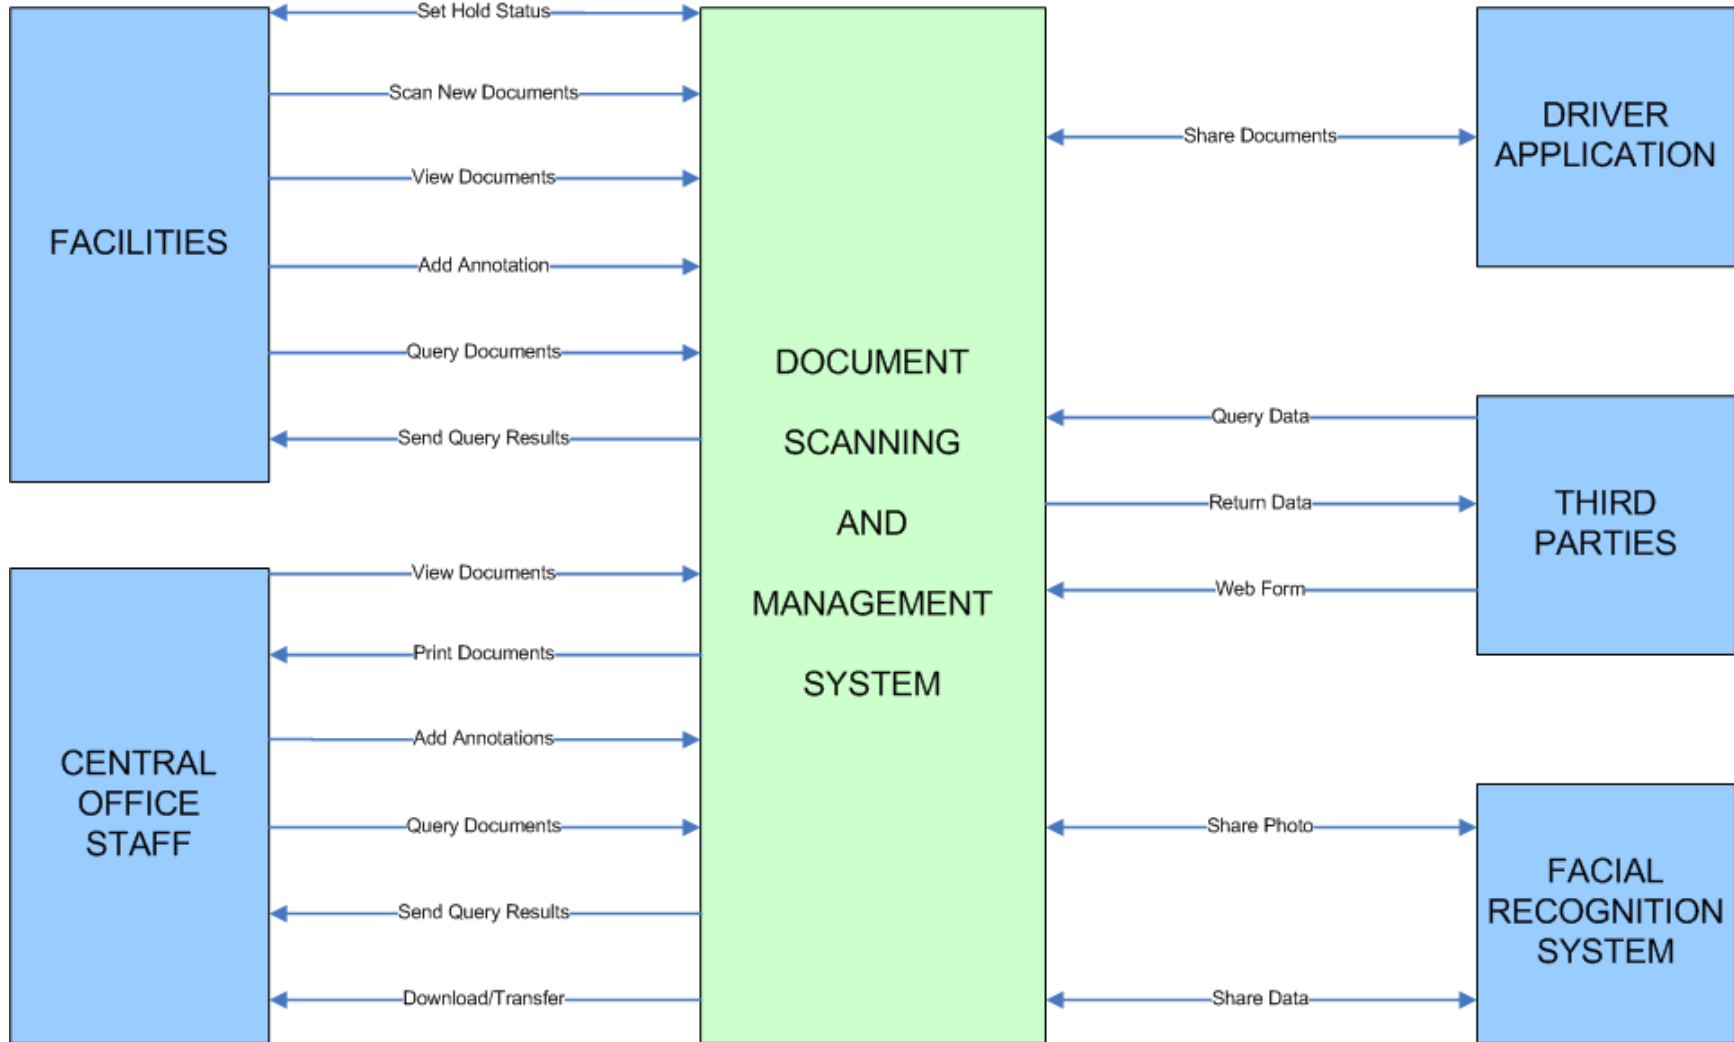 Set Hold Status
Scan New Documents
View Documents
FACILITIES
Add Annotation
Query Documents
Send Query Results
View Documents
Print Documents
CENTRAL
OFFICE
STAFF
Add Annotations
Query Documents
Send Query Results
Download/Transfer
DOCUMENT
SCANNING
AND
MANAGEMENT
SYSTEM
Share Documents
DRIVER
APPLICATION
Query Data
Return Data
Web Form
THIRD
PARTIES
Share Photo
Share Data
FACIAL
RECOGNITION
SYSTEM